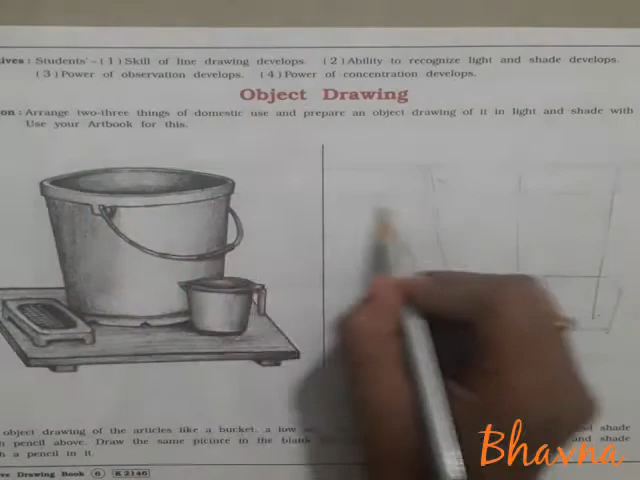 ives : Students' – (1) Skill of line drawing develops. (2) Ability to recognize light and shade develops.
(3) Power of observation develops. (4) Power of concentration develops.
Object Drawing
on : Arrange two-three things of domestic use and prepare an object drawing of it in light and shade with
Use your Artbook for this.
object drawing of the articles like a bucket, a low
shade
h pencil above. Draw the same picture in the blank
nd shade
h a pencil in it.
ve Drawing Book 6 K 2140
Bhavna